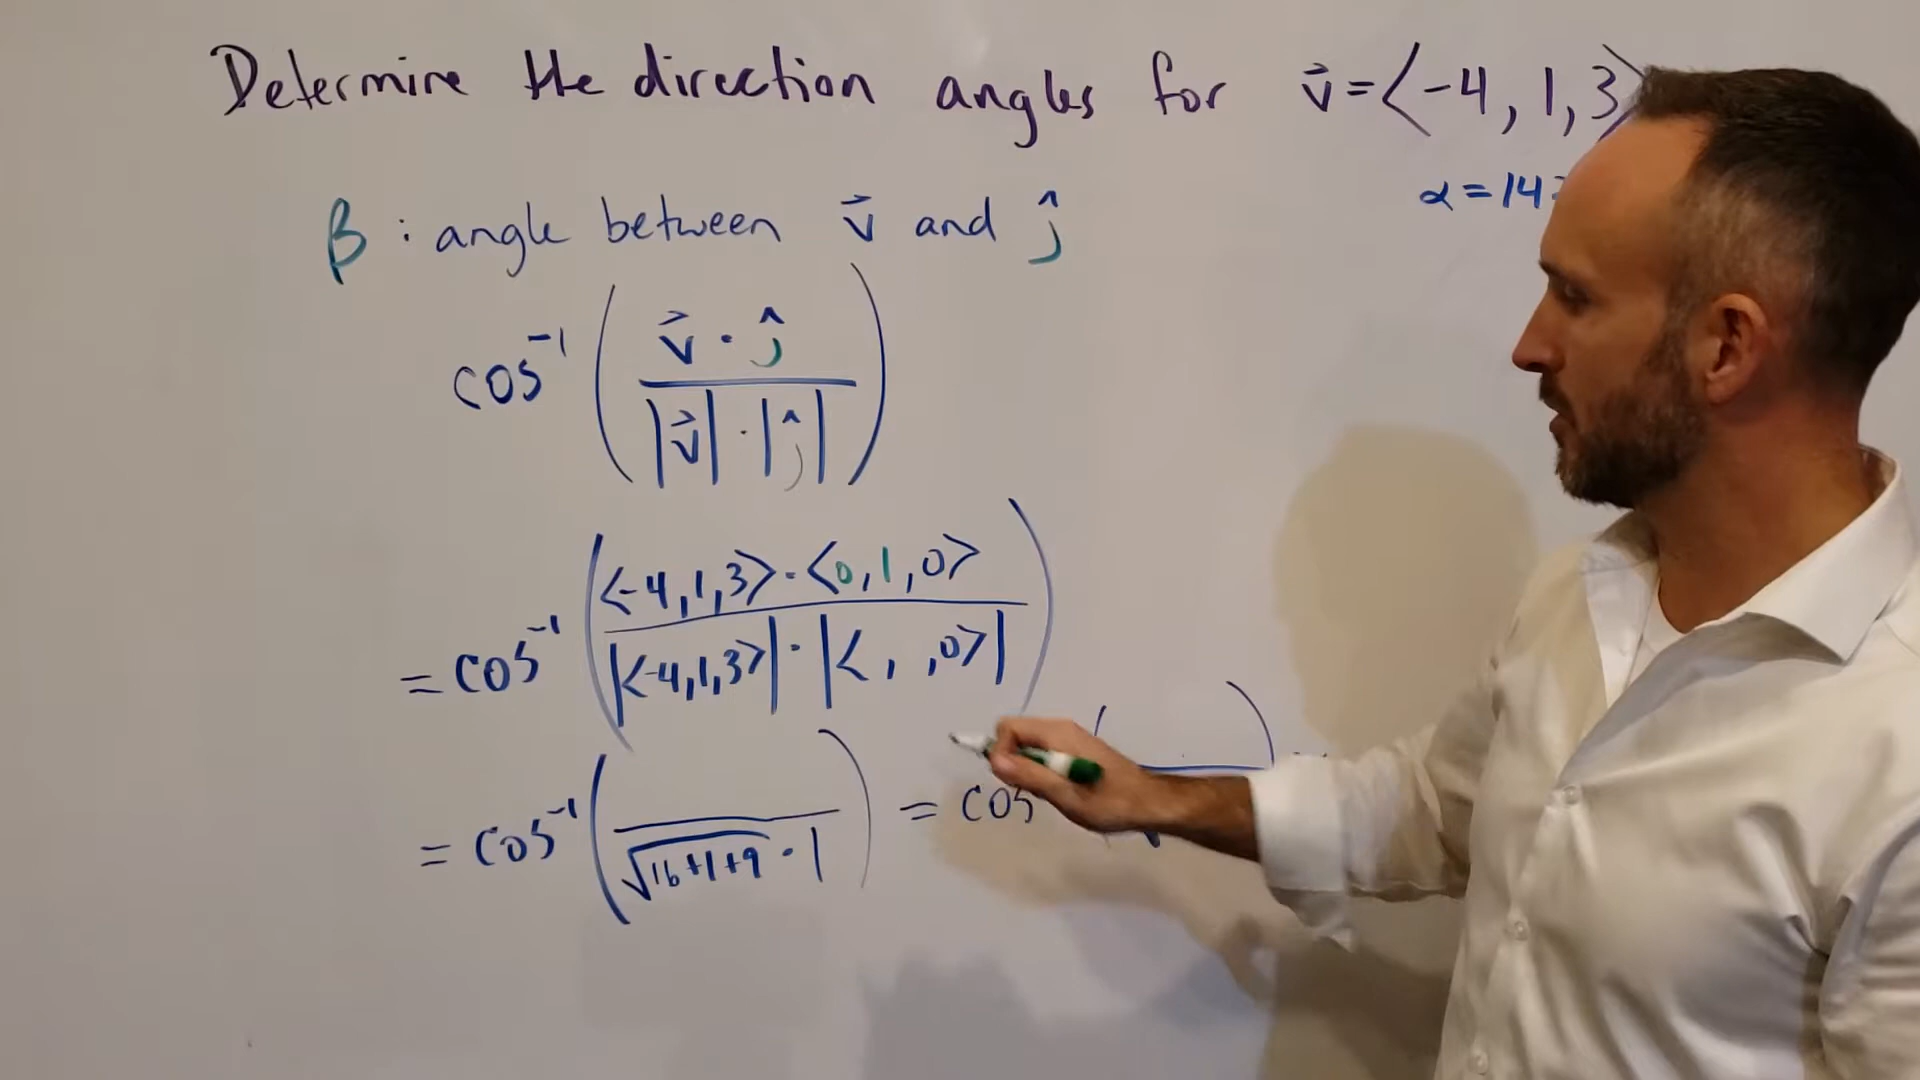 Determine the direction angles for v⃗=<-4,1,3>
α=14
β : angle between v⃗ and ĵ
cos⁻¹ ( v⃗ · ĵ / |v⃗| · |ĵ| )
= cos⁻¹ ( <-4,1,3> · <0,1,0> / |<-4,1,3>| · |< , ,0>| )
= cos⁻¹ ( / √16+1+9 · 1 ) = cos (